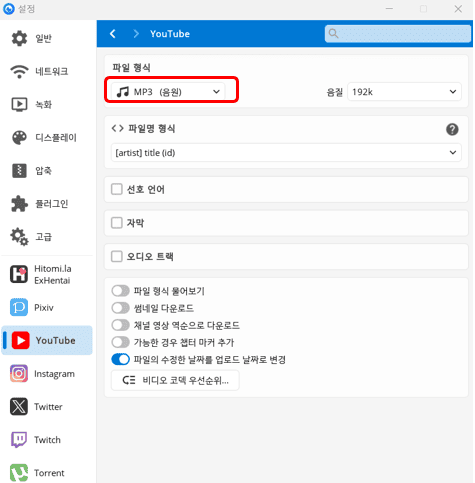 설정
일반
네트워크
녹화
디스플레이
압축
플러그인
고급
Hitomi.la
ExHentai
Pixiv
YouTube
Instagram
Twitter
Twitch
Torrent
YouTube
파일 형식
MP3 (음원)
음질 192k
파일명 형식
[artist] title (id)
선호 언어
자막
오디오 트랙
파일 형식 물어보기
썸네일 다운로드
채널 영상 역순으로 다운로드
가능한 경우 챕터 마커 추가
파일의 수정한 날짜를 업로드 날짜로 변경
비디오 코덱 우선순위...